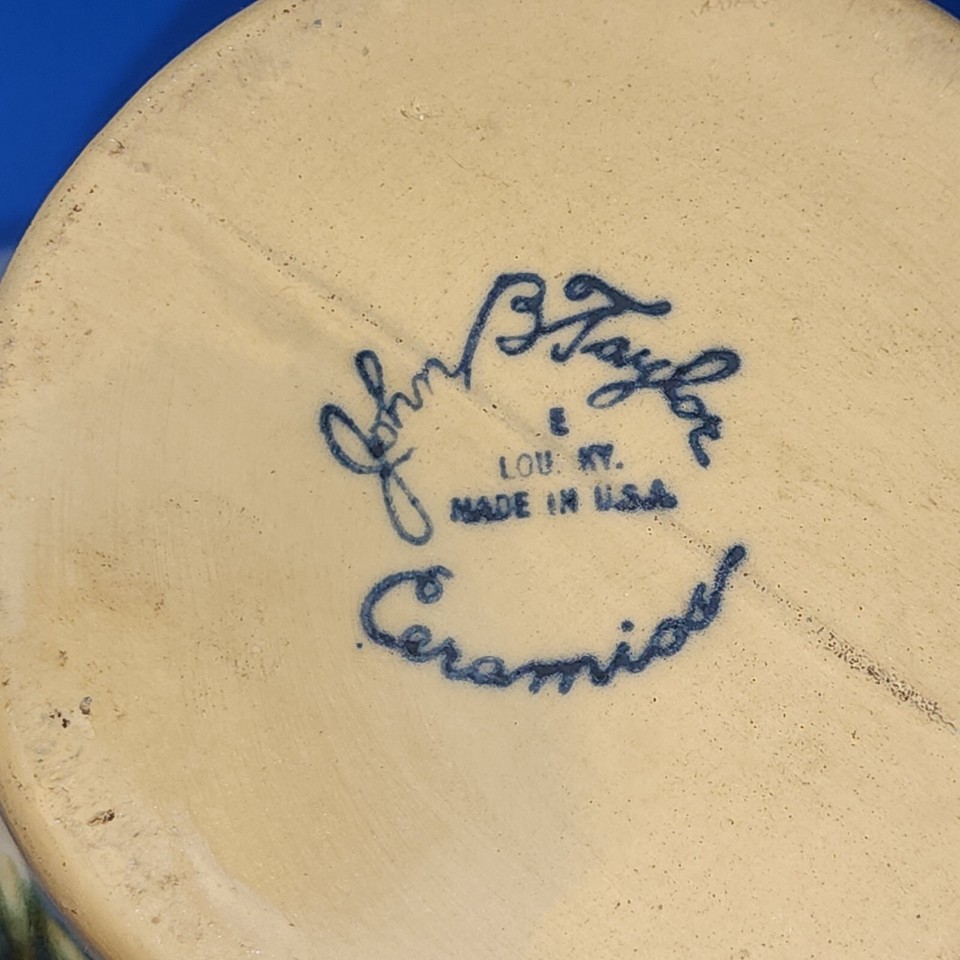 John B Taylor
E
LOU. KY.
MADE IN U.S.A.
Ceramics